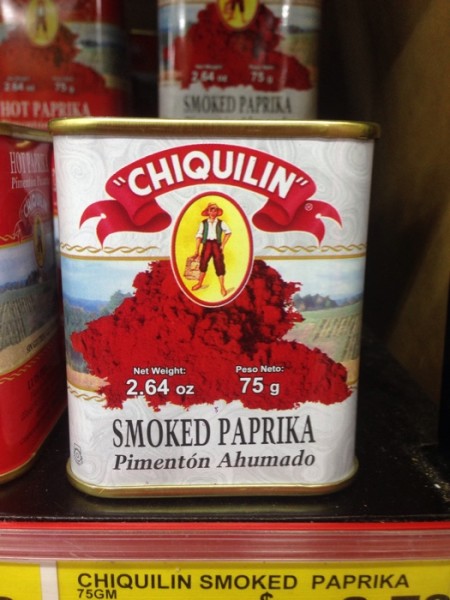 2.64 oz 75 g
HOT PAPRIKA
SMOKED PAPRIKA
"CHIQUILIN"®
Net Weight: Peso Neto:
2.64 oz 75 g
SMOKED PAPRIKA
Pimentón Ahumado
CHIQUILIN SMOKED PAPRIKA
75GM
$